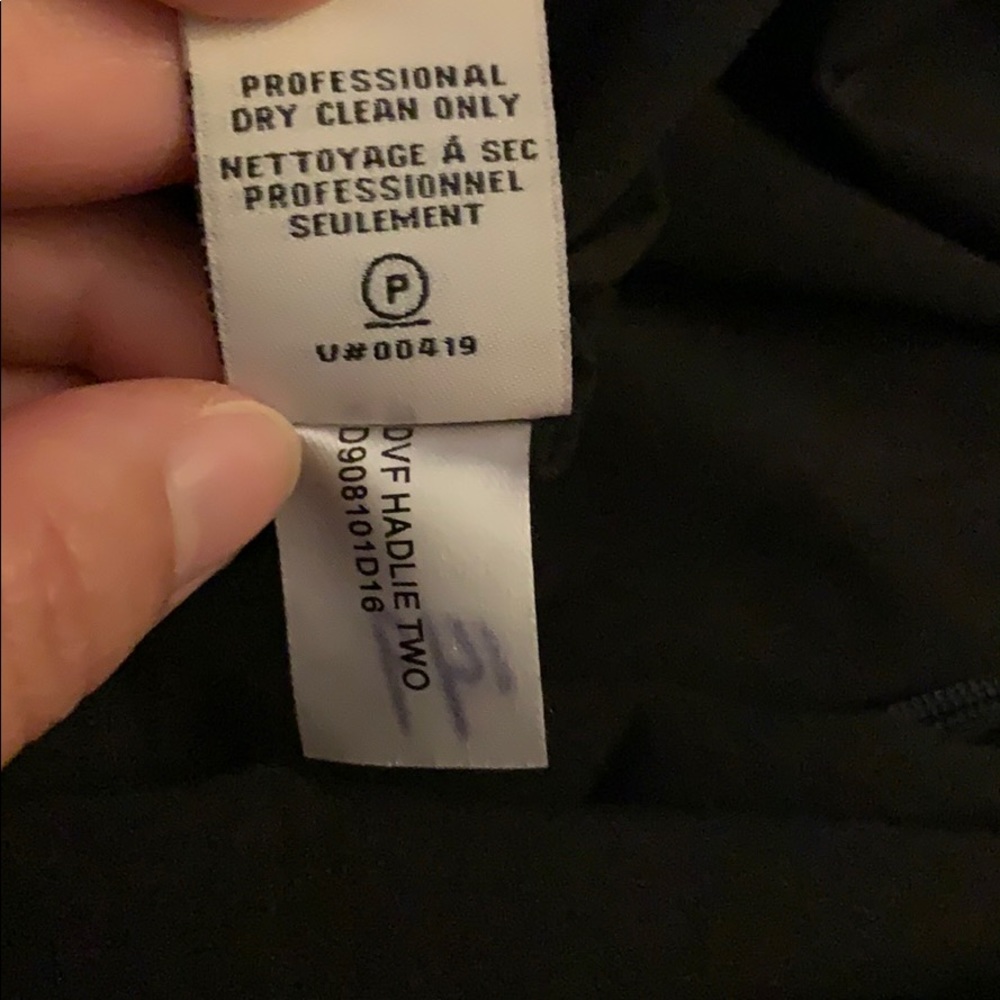 PROFESSIONAL
DRY CLEAN ONLY
NETTOYAGE Á SEC
PROFESSIONNEL
SEULEMENT
P
V#00419
DVF HADLIE TWO
D908101D16